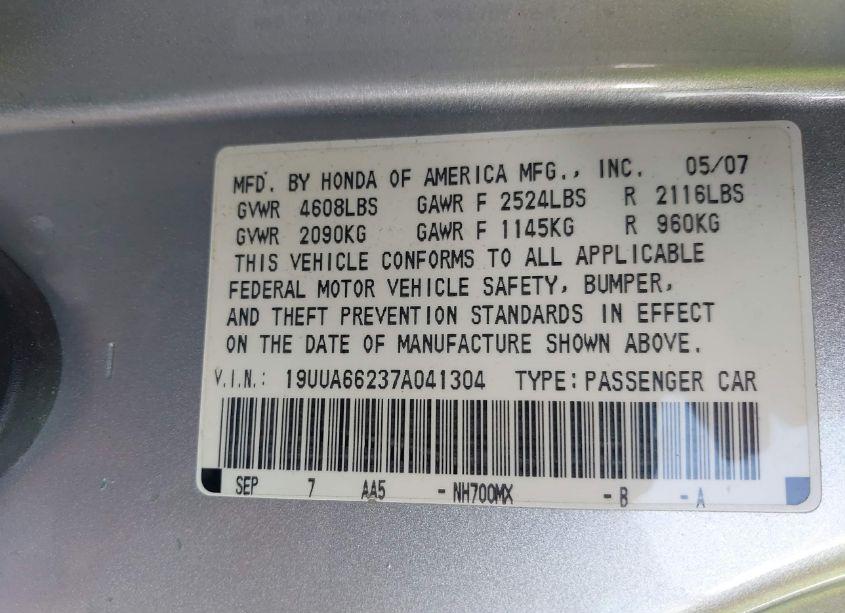 MFD. BY HONDA OF AMERICA MFG., INC. 05/07
GVWR 4608LBS GAWR F 2524LBS R 2116LBS
GVWR 2090KG GAWR F 1145KG R 960KG
THIS VEHICLE CONFORMS TO ALL APPLICABLE
FEDERAL MOTOR VEHICLE SAFETY, BUMPER,
AND THEFT PREVENTION STANDARDS IN EFFECT
ON THE DATE OF MANUFACTURE SHOWN ABOVE.
V.I.N.: 19UUA66237A041304 TYPE: PASSENGER CAR
SEP 7 AA5 - NH700MX - B - A